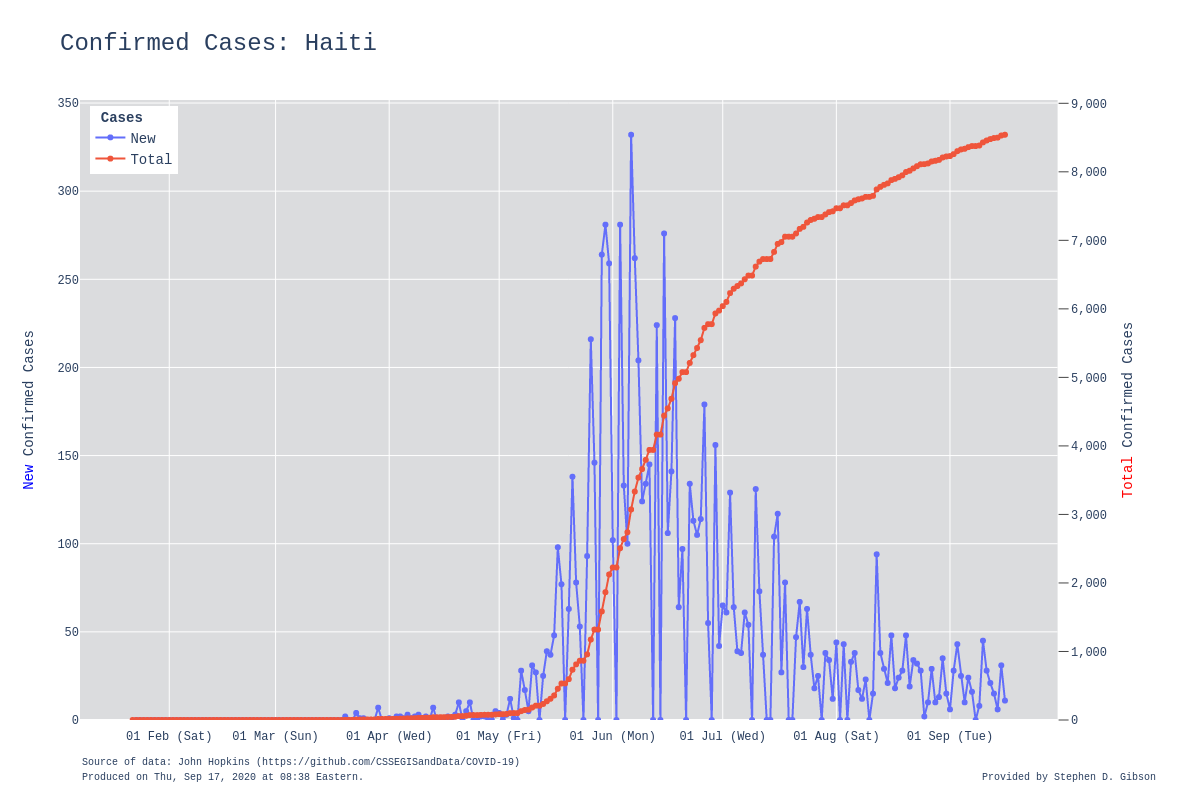 Confirmed Cases: Haiti
Cases
New
Total
350
300
250
200
150
100
50
0
New Confirmed Cases
9,000
8,000
7,000
6,000
5,000
4,000
3,000
2,000
1,000
0
Total Confirmed Cases
01 Feb (Sat) 01 Mar (Sun) 01 Apr (Wed) 01 May (Fri) 01 Jun (Mon) 01 Jul (Wed) 01 Aug (Sat) 01 Sep (Tue)
Source of data: John Hopkins (https://github.com/CSSEGISandData/COVID-19)
Produced on Thu, Sep 17, 2020 at 08:38 Eastern.
Provided by Stephen D. Gibson